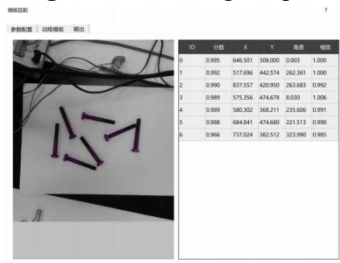 模板匹配 ?
参数配置 训练模板 输出
ID 分数 X Y 角度 缩放
0 0.995 646.501 308.000 0.003 1.000
1 0.992 517.696 442.574 262.361 1.000
2 0.990 837.557 420.950 263.683 0.992
3 0.989 575.356 474.678 8.030 1.006
4 0.989 580.302 368.211 235.606 0.991
5 0.988 684.841 474.680 221.513 0.990
6 0.966 737.024 382.512 323.990 0.985